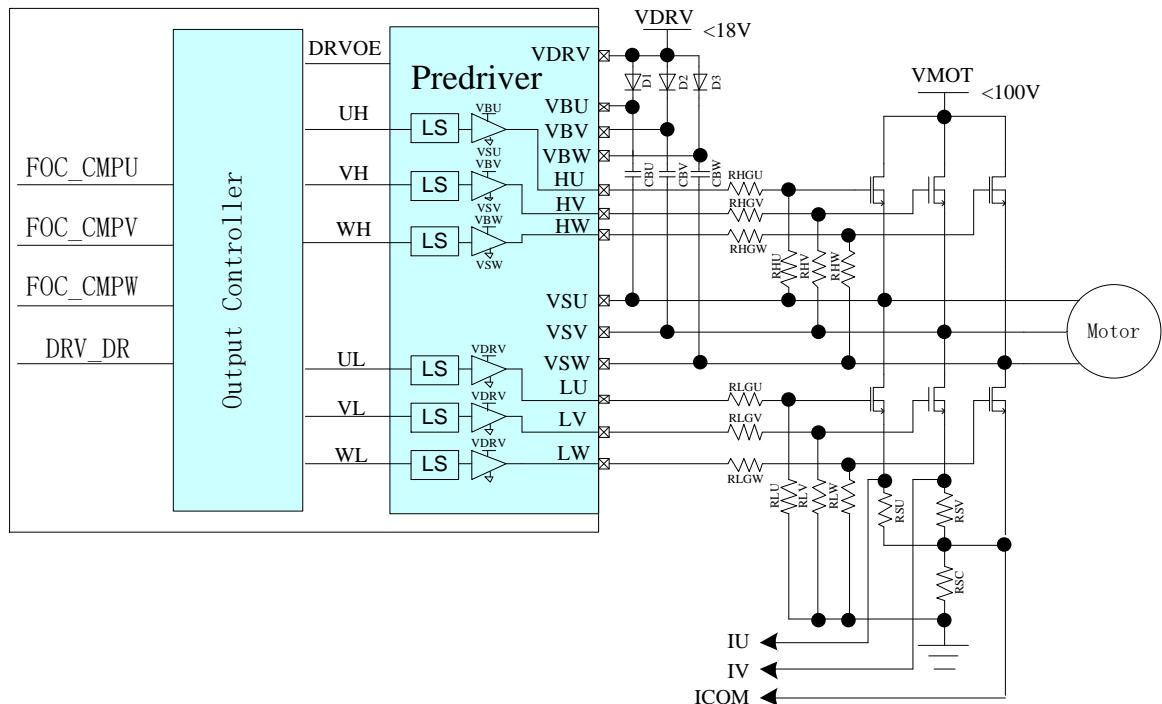 VDRV
<18V
DRVOE
VDRV
D1
D2
D3
Predriver
VMOT
<100V
VBU
VBU
UH
LS
VBV
VSU
VBW
FOC_CMPU
VBV
CBU
CBV
CBW
VH
LS
HU
RHGU
VSV
HV
RHGV
FOC_CMPV
VBW
WH
LS
HW
RHGW
VSW
RHU
RHV
RHW
FOC_CMPW
Output Controller
VSU
VSV
Motor
DRV_DR
VDRV
VSW
UL
LS
LU
RLGU
VDRV
VL
LS
LV
RLGV
VDRV
WL
LS
LW
RLGW
RLU
RLV
RLW
RSU
RSV
RSC
IU
IV
ICOM